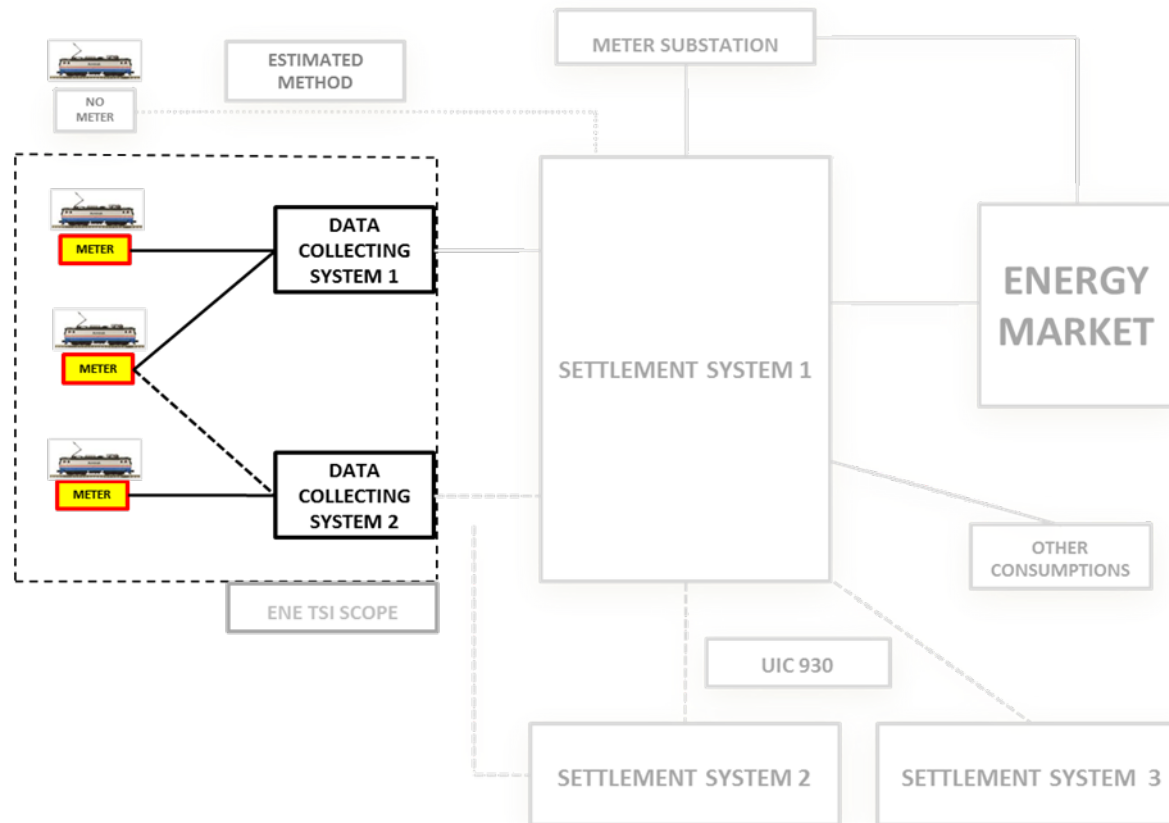 METER SUBSTATION
ESTIMATED
METHOD
NO
METER
METER
DATA
COLLECTING
SYSTEM 1
METER
SETTLEMENT SYSTEM 1
ENERGY
MARKET
METER
DATA
COLLECTING
SYSTEM 2
OTHER
CONSUMPTIONS
ENE TSI SCOPE
UIC 930
SETTLEMENT SYSTEM 2
SETTLEMENT SYSTEM 3